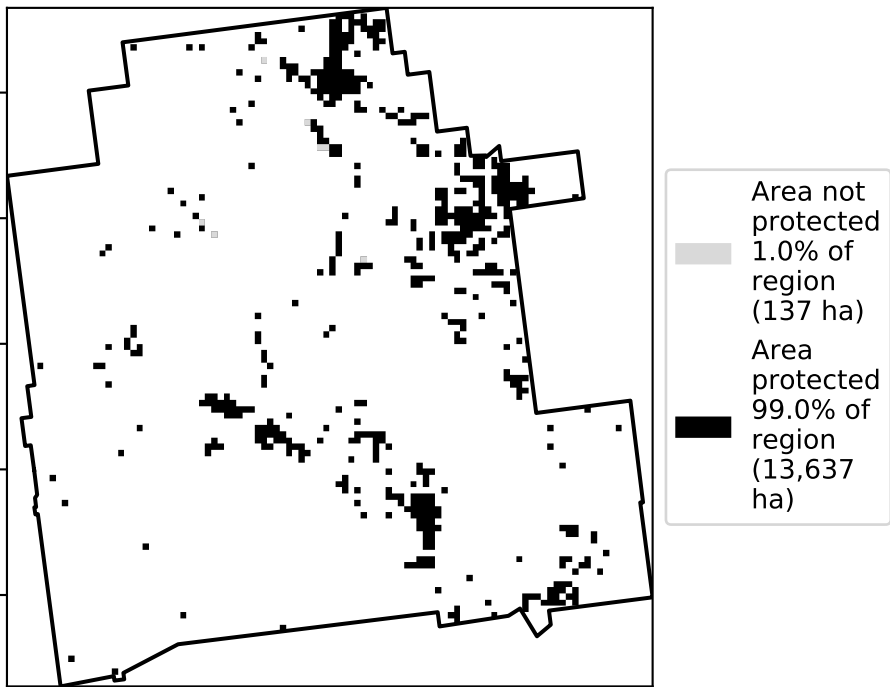 Area not
protected
1.0% of
region
(137 ha)
Area
protected
99.0% of
region
(13,637
ha)